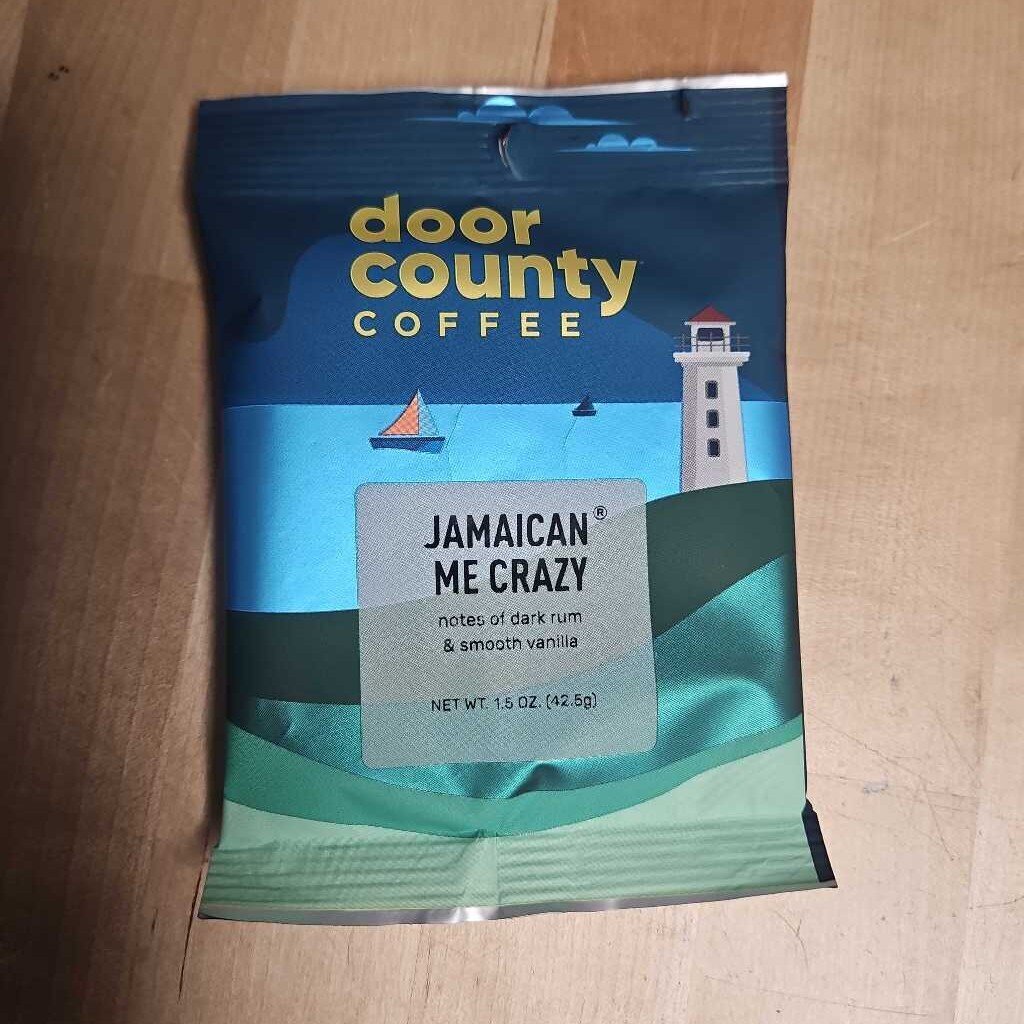 door
county
COFFEE
JAMAICAN®
ME CRAZY
notes of dark rum
& smooth vanilla
NET WT. 1.5 OZ. (42.5g)